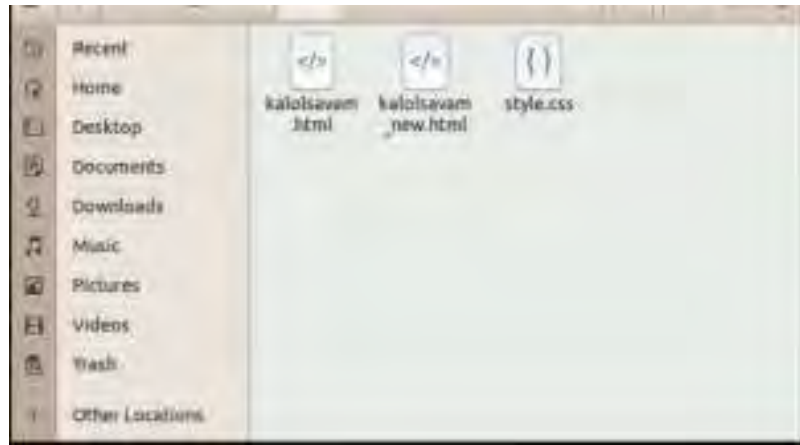 Recent
Home
Desktop
Documents
Downloads
Music
Pictures
Videos
Trash
Other Locations
kalolsavam
.html
kalolsavam
_new.html
style.css